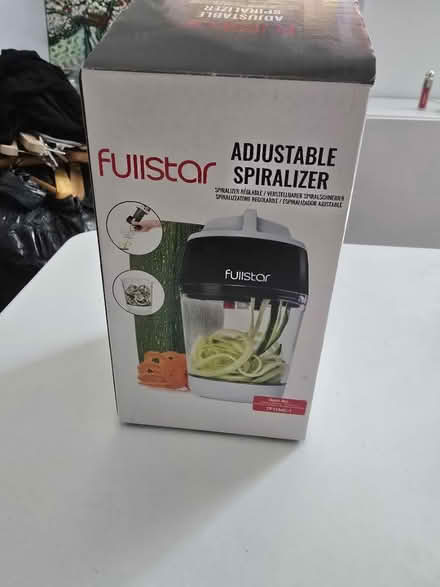 ADJUSTABLE
SPIRALIZER
fullstar
ADJUSTABLE
SPIRALIZER
SPIRALIZER RÉGLABLE / VERSTELLBARER SPIRALSCHNEIDER
SPIRALIZZATORE REGOLABILE / ESPIRALIZADOR AJUSTABLE
fullstar